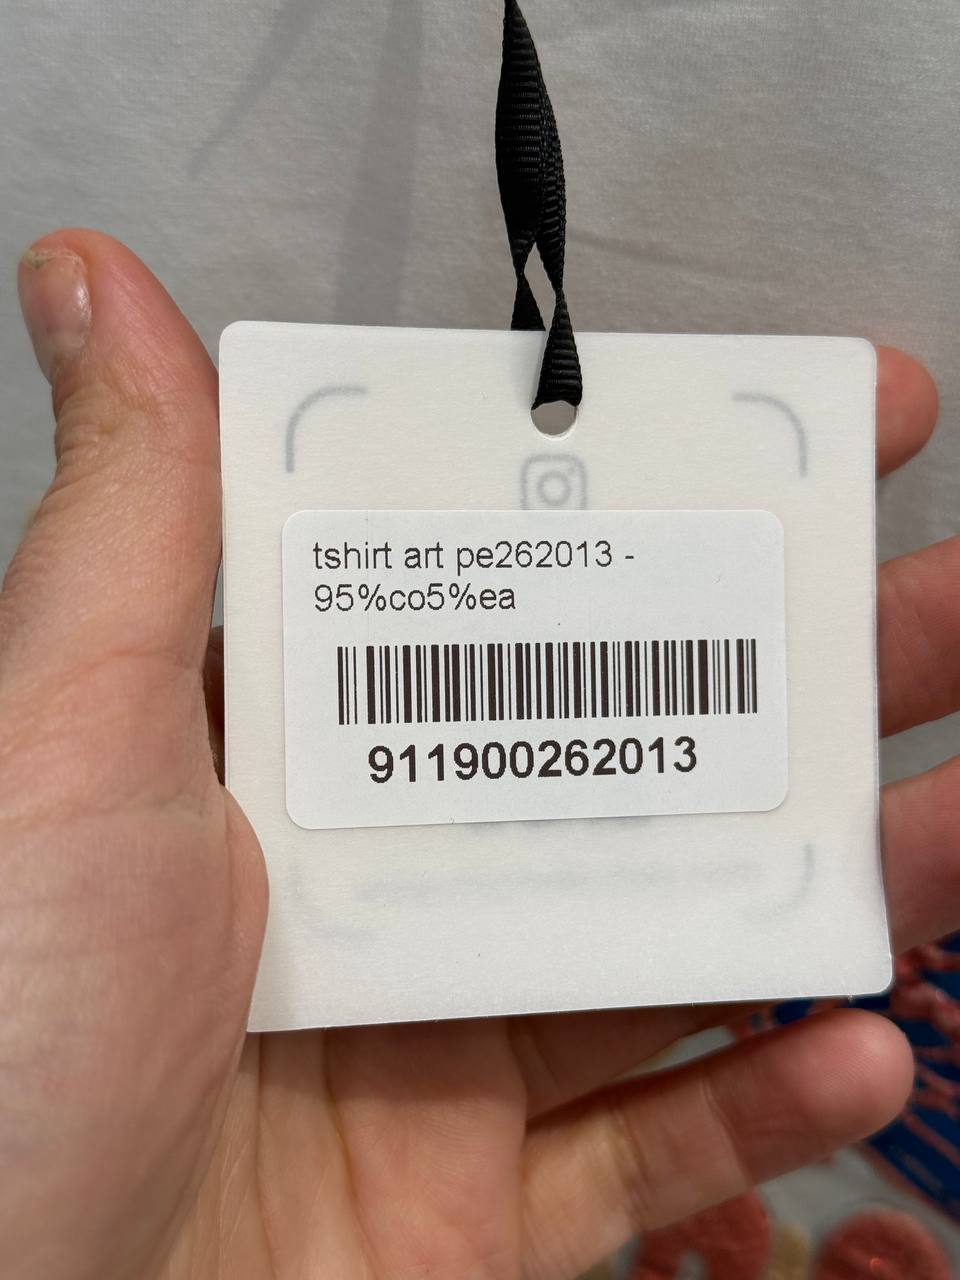 tshirt art pe262013 -
95%co5%ea
911900262013